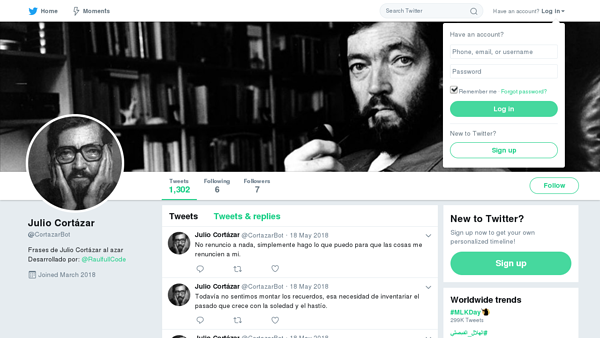 Home
Moments
Search Twitter
Have an account? Log in
Have an account?
Phone, email, or username
Password
Remember me · Forgot password?
Log in
New to Twitter?
Sign up
Tweets
1,302
Following
6
Followers
7
Follow
Julio Cortázar
@CortazarBot
Frases de Julio Cortázar al azar
Desarrollado por: @RaulfullCode
Joined March 2018
Tweets
Tweets & replies
Julio Cortázar @CortazarBot · 18 May 2018
No renuncio a nada, simplemente hago lo que puedo para que las cosas me
renuncien a mi.
Julio Cortázar @CortazarBot · 18 May 2018
Todavía no sentimos montar los recuerdos, esa necesidad de inventariar el
pasado que crece con la soledad y el hastío.
Julio Cortázar @CortazarBot · 18 May 2018
New to Twitter?
Sign up now to get your own
personalized timeline!
Sign up
Worldwide trends
#MLKDay
299K Tweets